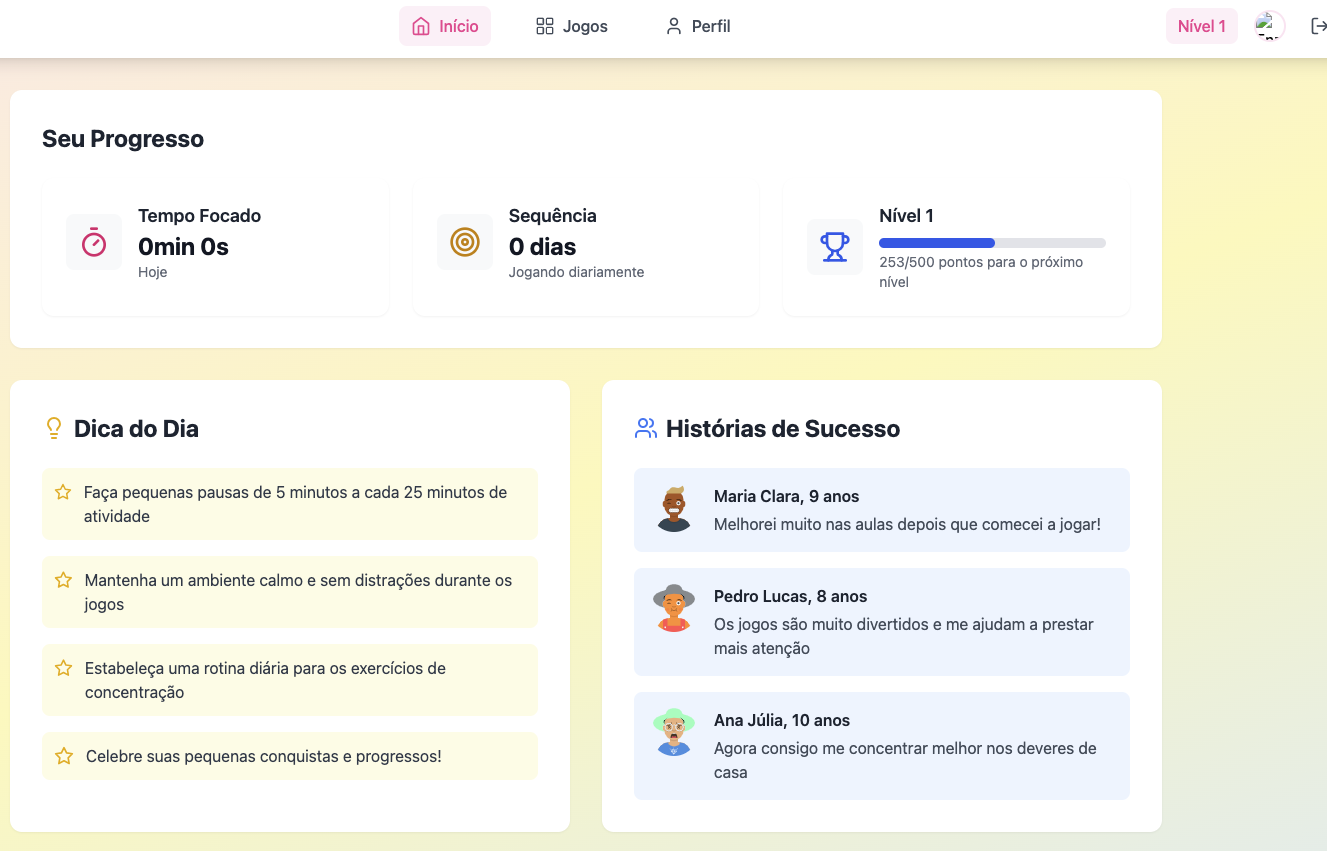 Início
Jogos
Perfil
Nível 1
Seu Progresso
Tempo Focado
0min 0s
Hoje
Sequência
0 dias
Jogando diariamente
Nível 1
253/500 pontos para o próximo
nível
Dica do Dia
Faça pequenas pausas de 5 minutos a cada 25 minutos de
atividade
Mantenha um ambiente calmo e sem distrações durante os
jogos
Estabeleça uma rotina diária para os exercícios de
concentração
Celebre suas pequenas conquistas e progressos!
Histórias de Sucesso
Maria Clara, 9 anos
Melhorei muito nas aulas depois que comecei a jogar!
Pedro Lucas, 8 anos
Os jogos são muito divertidos e me ajudam a prestar
mais atenção
Ana Júlia, 10 anos
Agora consigo me concentrar melhor nos deveres de
casa